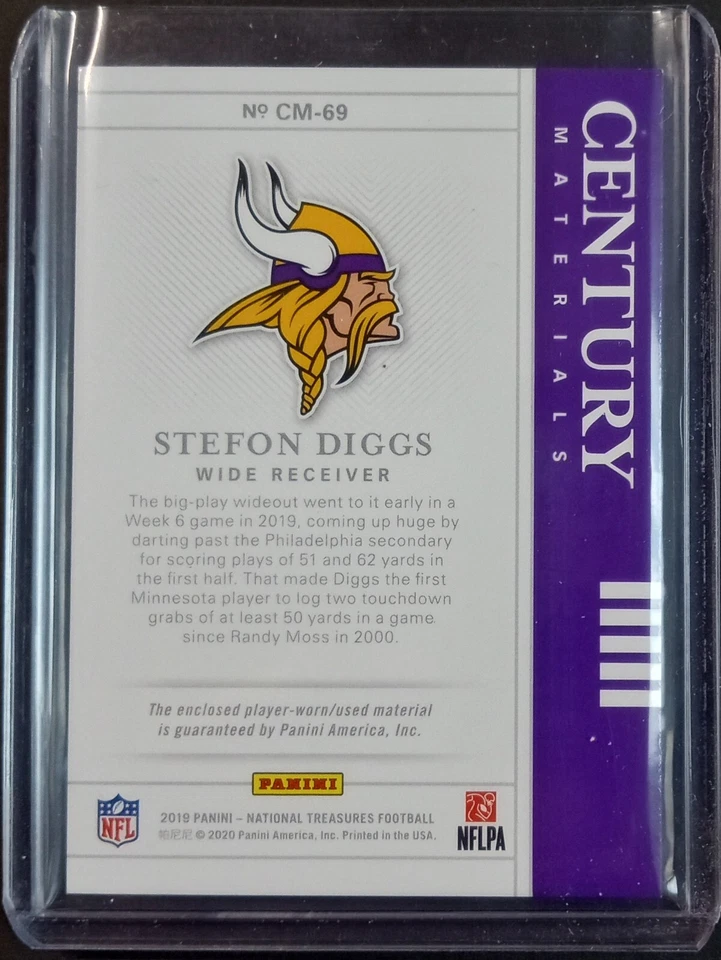 Nº CM-69
STEFON DIGGS
WIDE RECEIVER
The big-play wideout went to it early in a
Week 6 game in 2019, coming up huge by
darting past the Philadelphia secondary
for scoring plays of 51 and 62 yards in
the first half. That made Diggs the first
Minnesota player to log two touchdown
grabs of at least 50 yards in a game
since Randy Moss in 2000.
The enclosed player-worn/used material
is guaranteed by Panini America, Inc.
PANINI
NFL
2019 PANINI – NATIONAL TREASURES FOOTBALL
帕尼尼 © 2020 Panini America, Inc. Printed in the USA.
NFLPA
CENTURY
MATERIALS